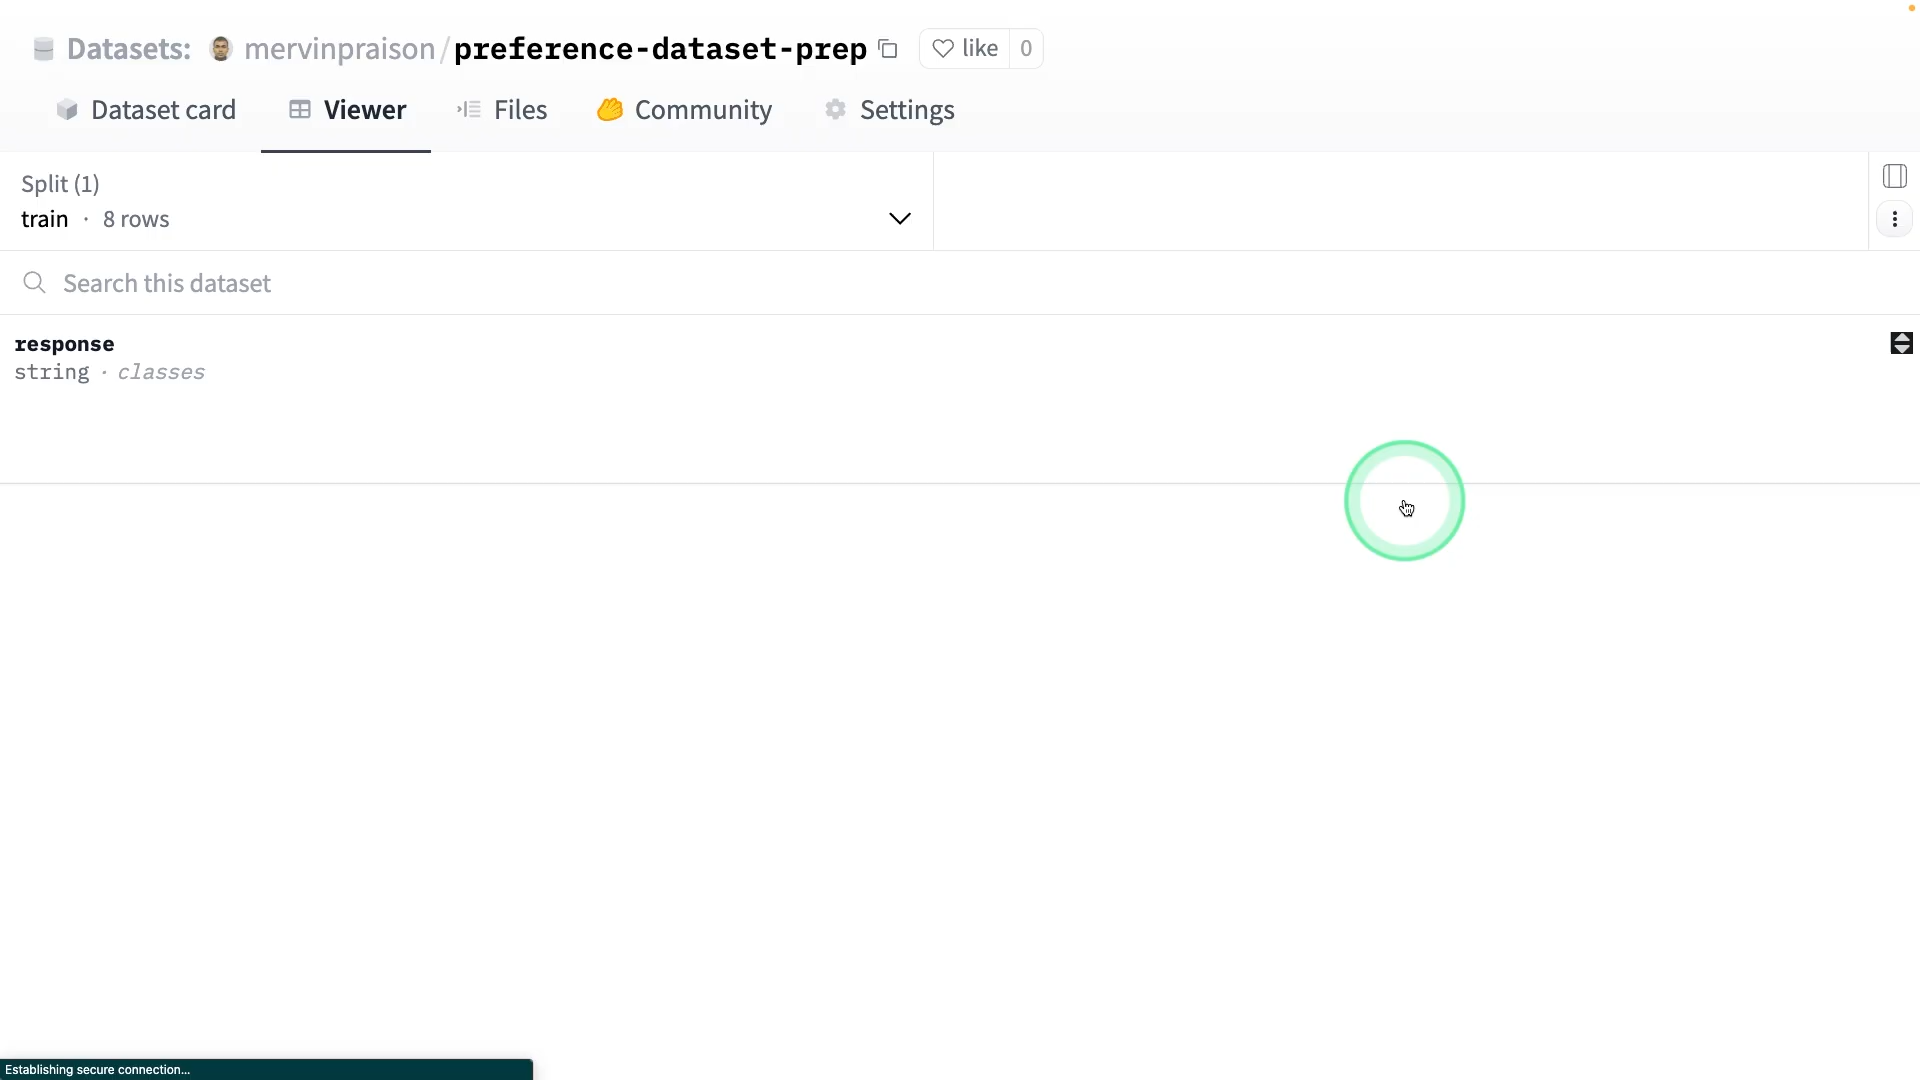 Datasets: mervinpraison/preference-dataset-prep like 0
Dataset card Viewer Files Community Settings
Split (1)
train · 8 rows
Search this dataset
response
string · classes
Establishing secure connection...